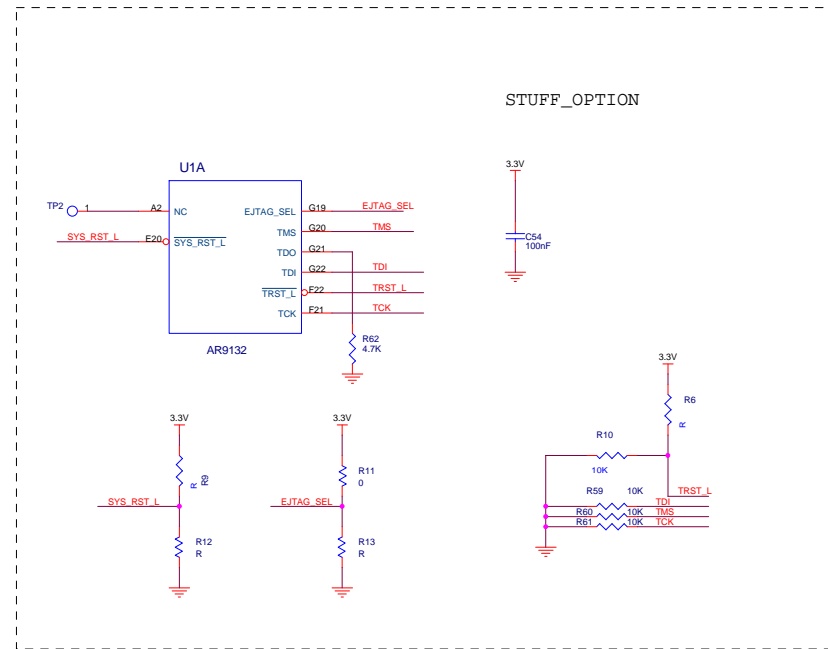 STUFF_OPTION
3.3V
C54
100nF
U1A
TP2
1
A2
NC
SYS_RST_L
E20
SYS_RST_L
EJTAG_SEL
G19
EJTAG_SEL
TMS
G20
TMS
TDO
G21
TDI
G22
TDI
TRST_L
F22
TRST_L
TCK
F21
TCK
AR9132
R62
4.7K
3.3V
R
R9
SYS_RST_L
R12
R
3.3V
R11
0
EJTAG_SEL
R13
R
3.3V
R6
R
R10
10K
TRST_L
R59
10K
TDI
R60
10K
TMS
R61
10K
TCK